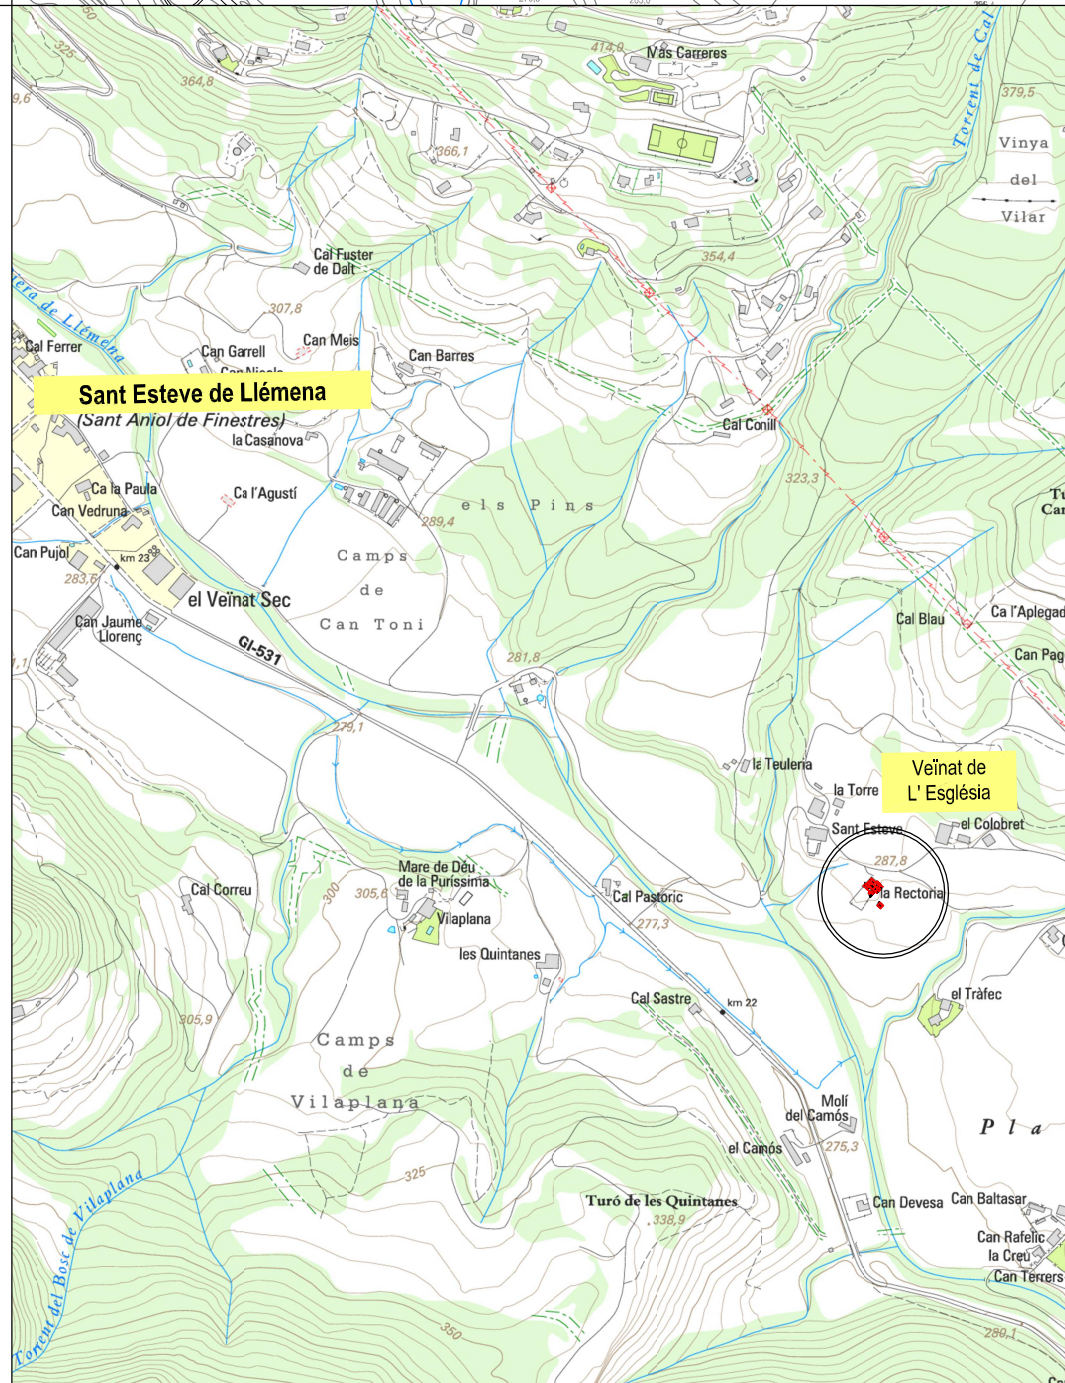 325
364,8
414,0
Mas Carreres
Torrent de Cal
379,5
Vinya
del
Vilar
366,1
Cal Fuster
de Dalt
354,4
307,8
Llémena
de
Cal Ferrer
Can Garrell
Can Meis
Can Barres
Sant Esteve de Llémena
(Sant Aniol de Finestres)
la Casanova
Cal Conill
323,3
Ca la Paula
Ca l'Agustí
Can Vedruna
els Pins
289,4
Can Pujol
km 23
283,6
Camps
de
Can Toni
el Veïnat Sec
Can Jaume
Llorenç
GI-531
Cal Blau
Ca l'Aplegad
Can Pag
281,8
279,1
la Teuleria
Veïnat de
L' Església
la Torre
Sant Esteve
el Colobret
287,8
la Rectoria
Mare de Déu
de la Puríssima
305,6
300
Cal Correu
Vilaplana
Cal Pastoric
277,3
les Quintanes
Cal Sastre
km 22
el Tràfec
305,9
Camps
de
Vilaplana
Molí
del Camós
275,3
el Camós
Pla
325
Turó de les Quintanes
338,9
Can Devesa
Can Baltasar
Can Rafelic
la Creu
Can Terrers
Torrent del Bosc de Vilaplana
350
280,1